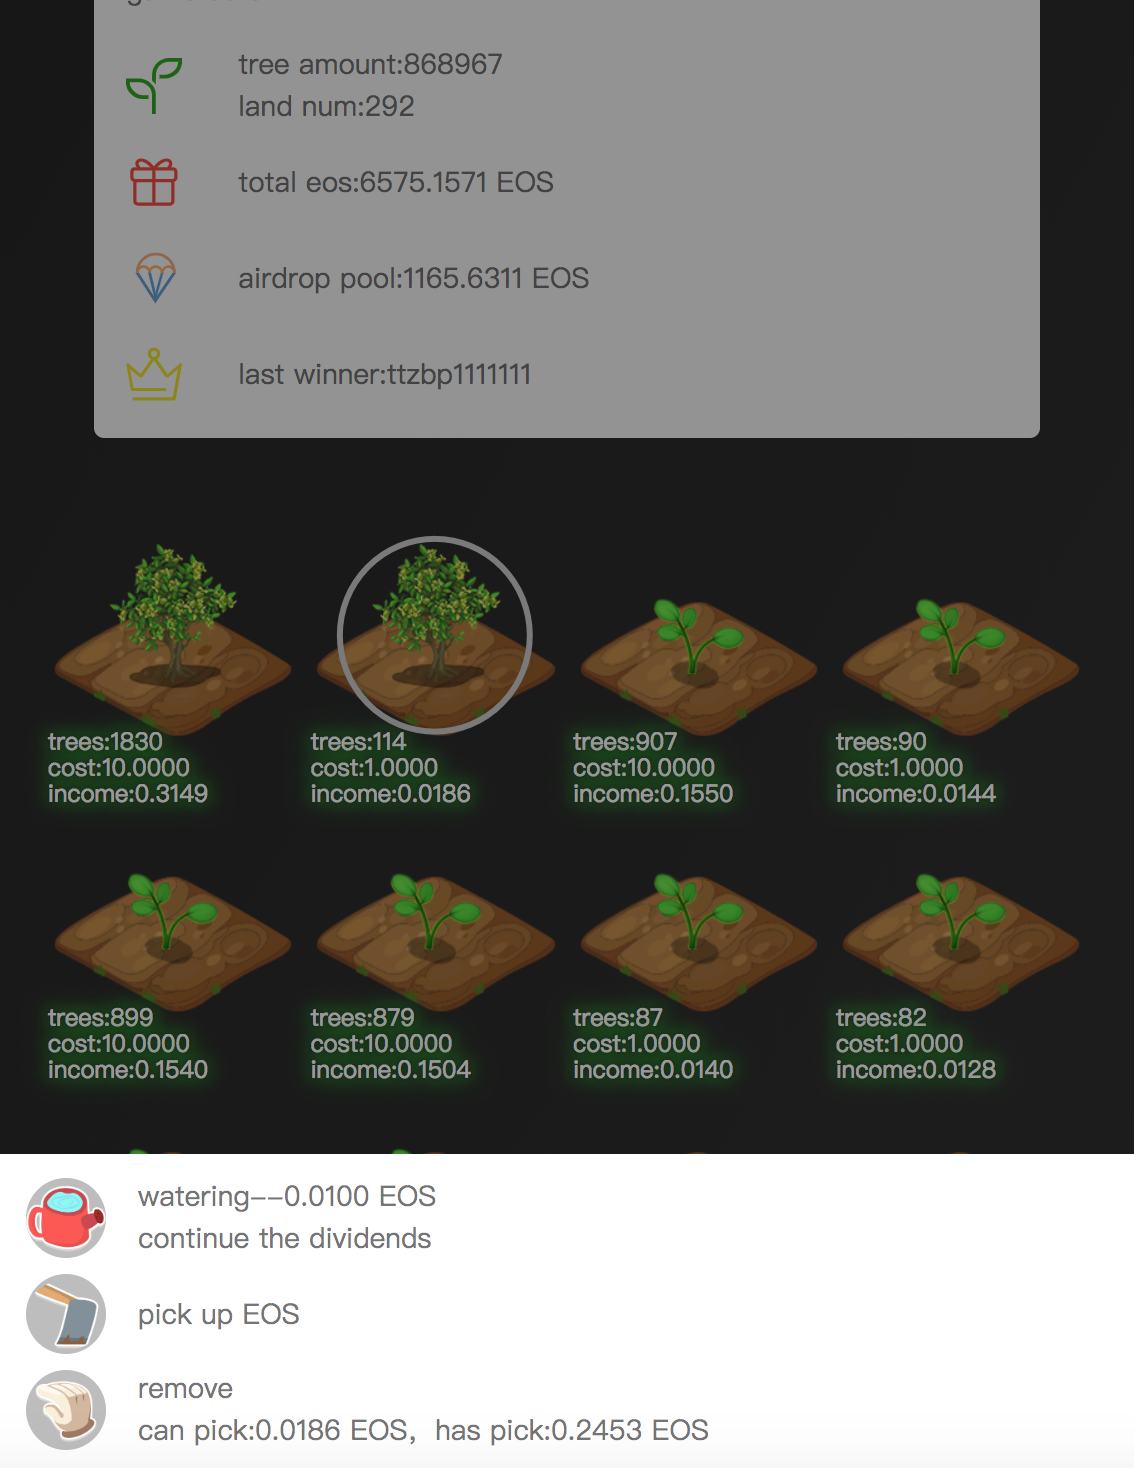 tree amount:868967
land num:292
total eos:6575.1571 EOS
airdrop pool:1165.6311 EOS
last winner:ttzbp1111111
trees:1830
cost:10.0000
income:0.3149
trees:114
cost:1.0000
income:0.0186
trees:907
cost:10.0000
income:0.1550
trees:90
cost:1.0000
income:0.0144
trees:899
cost:10.0000
income:0.1540
trees:879
cost:10.0000
income:0.1504
trees:87
cost:1.0000
income:0.0140
trees:82
cost:1.0000
income:0.0128
watering--0.0100 EOS
continue the dividends
pick up EOS
remove
can pick:0.0186 EOS，has pick:0.2453 EOS